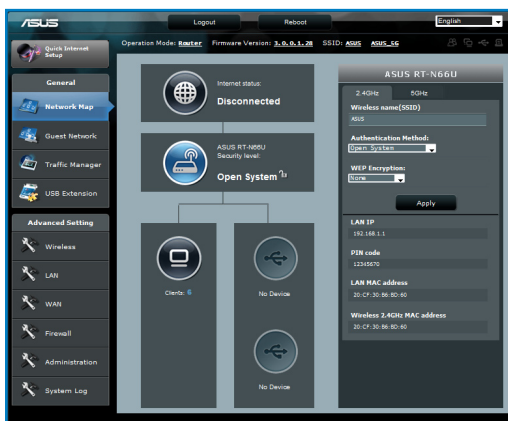 ASUS
Logout
Reboot
English
Quick Internet
Setup
Operation Mode: Router Firmware Version: 3.0.0.1.28 SSID: ASUS ASUS_5G
General
Network Map
Guest Network
Traffic Manager
USB Extension
Advanced Setting
Wireless
LAN
WAN
Firewall
Administration
System Log
Internet status:
Disconnected
ASUS RT-N66U
Security level:
Open System
Clients: 6
No Device
No Device
ASUS RT-N66U
2.4GHz 5GHz
Wireless name(SSID)
ASUS
Authentication Method:
Open System
WEP Encryption:
None
Apply
LAN IP
192.168.1.1
PIN code
12345670
LAN MAC address
20:CF:30:B6:BD:60
Wireless 2.4GHz MAC address
20:CF:30:B6:BD:60